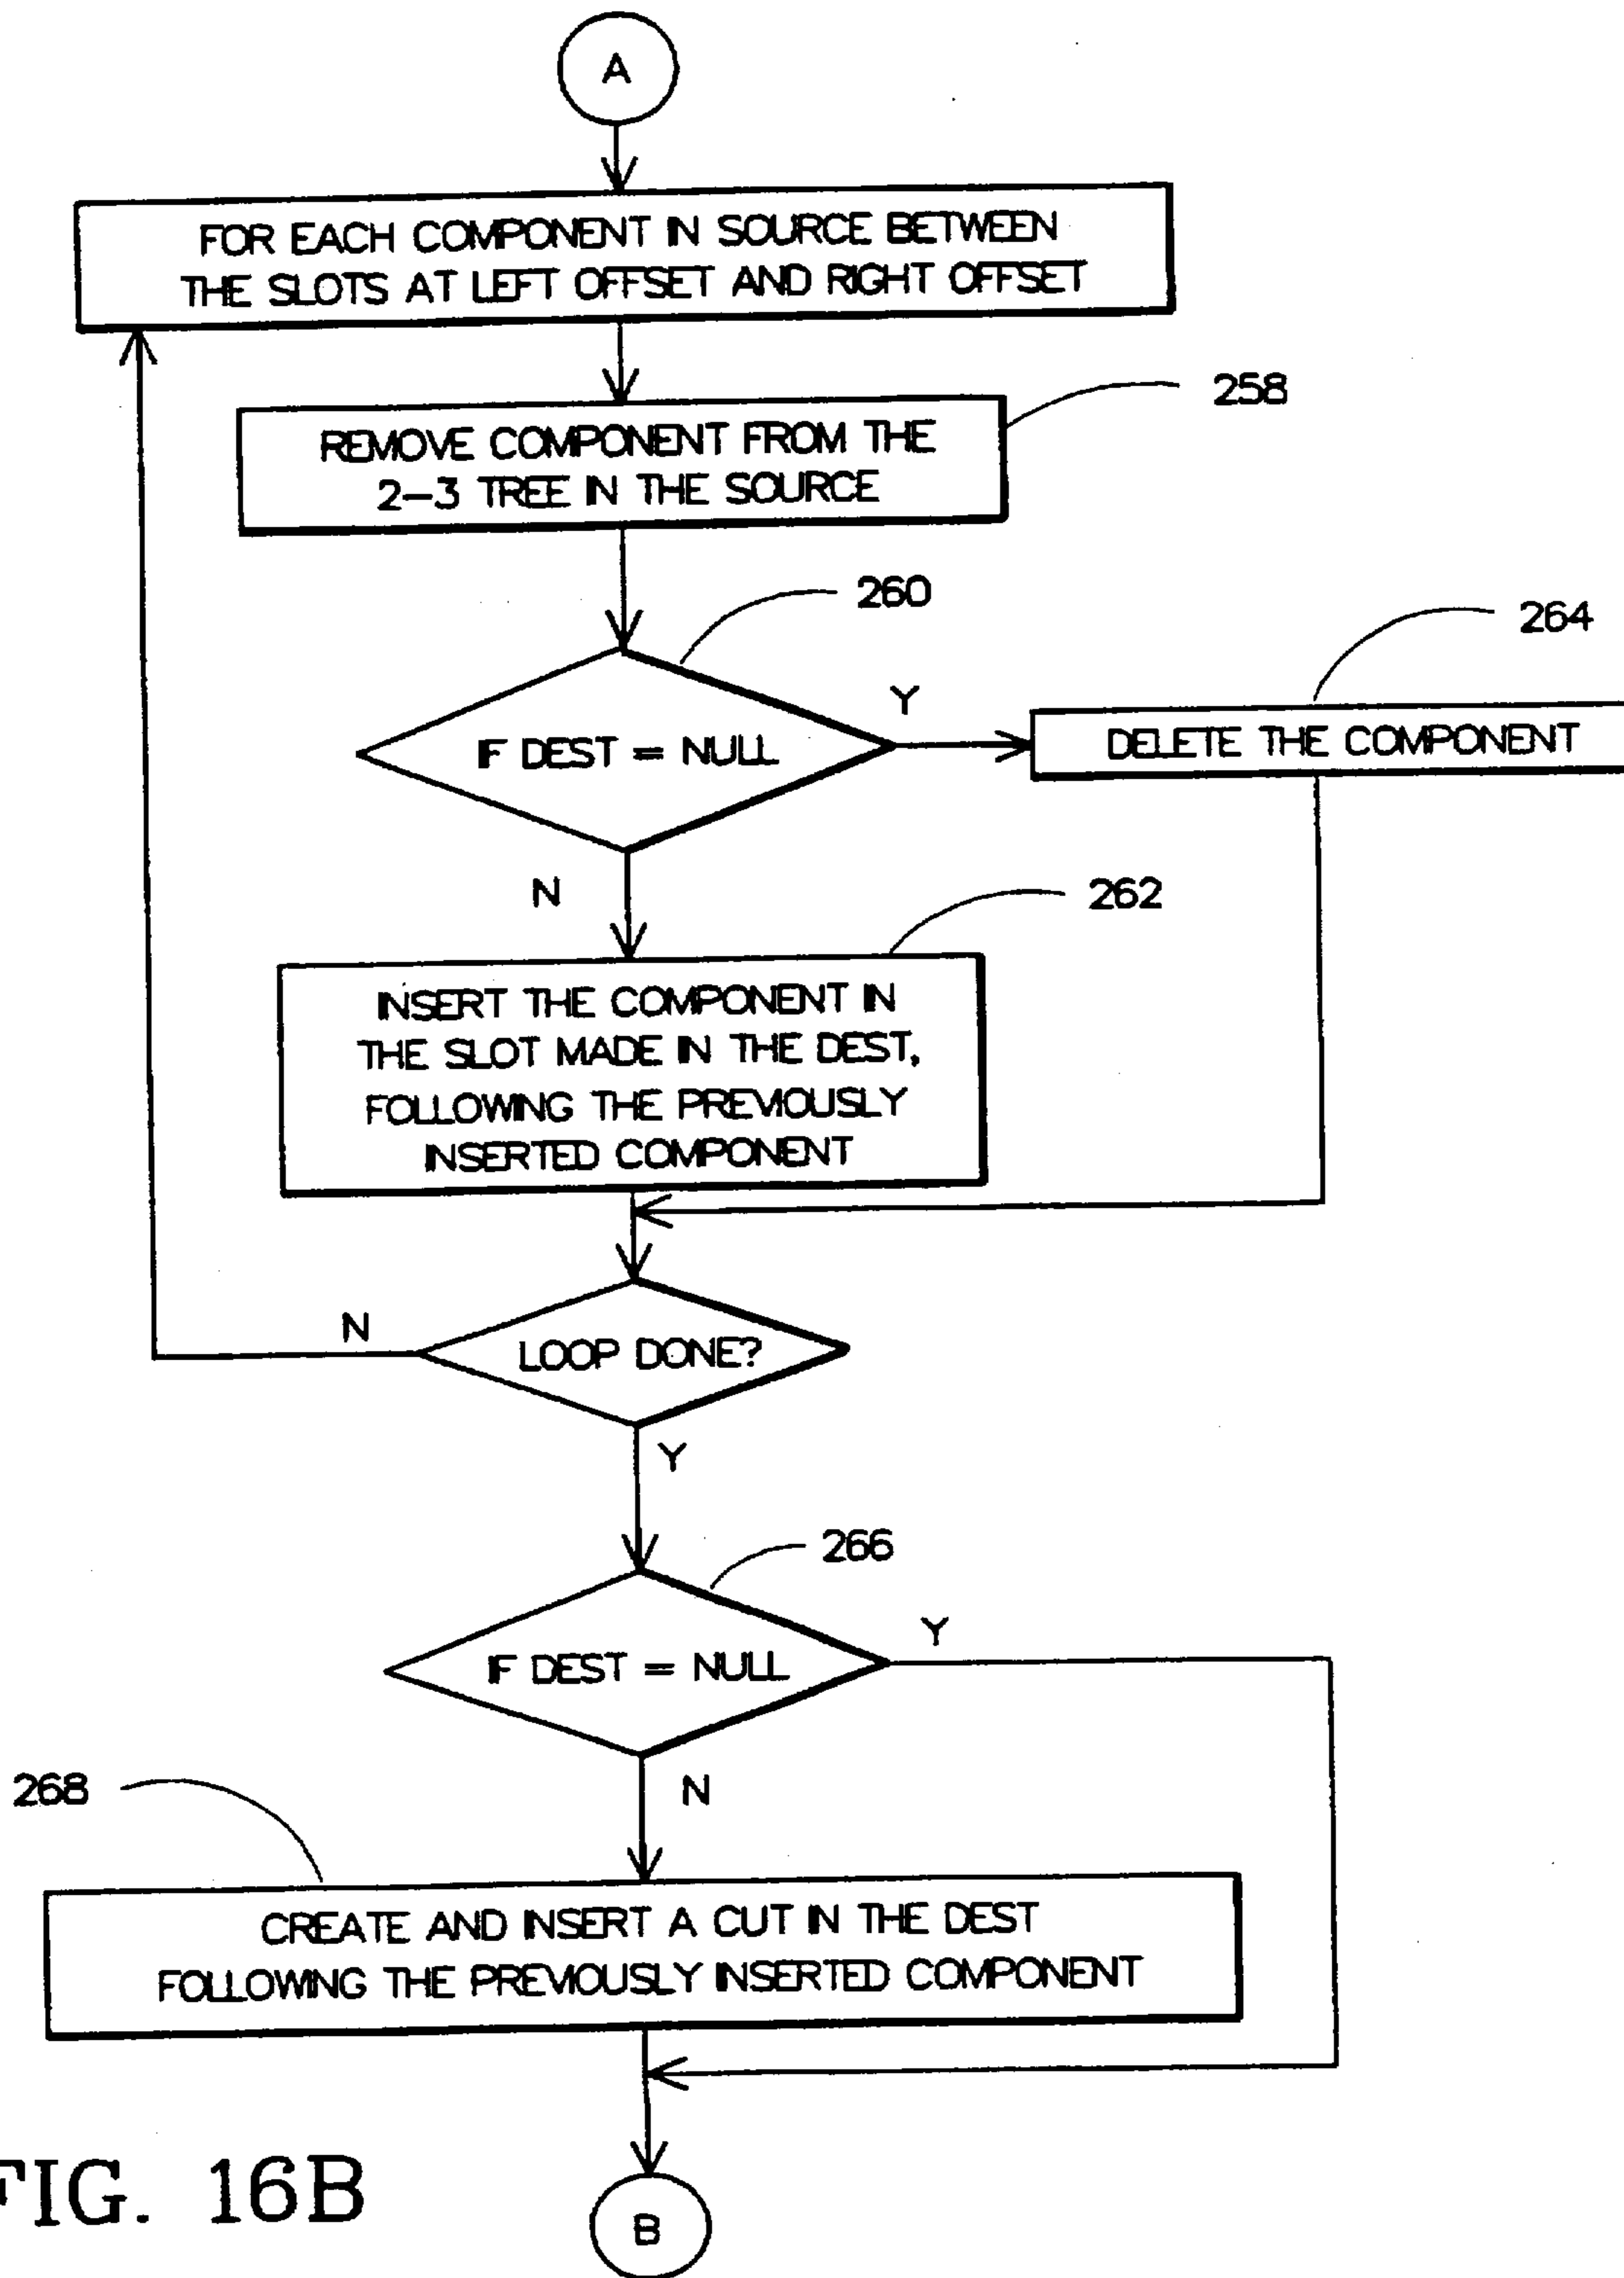 A
FOR EACH COMPONENT IN SOURCE BETWEEN
THE SLOTS AT LEFT OFFSET AND RIGHT OFFSET
258
REMOVE COMPONENT FROM THE
2-3 TREE IN THE SOURCE
260
264
Y
IF DEST = NULL
DELETE THE COMPONENT
N
262
INSERT THE COMPONENT IN
THE SLOT MADE IN THE DEST,
FOLLOWING THE PREVIOUSLY
INSERTED COMPONENT
N
LOOP DONE?
Y
266
Y
IF DEST = NULL
N
268
CREATE AND INSERT A CUT IN THE DEST
FOLLOWING THE PREVIOUSLY INSERTED COMPONENT
FIG. 16B
B